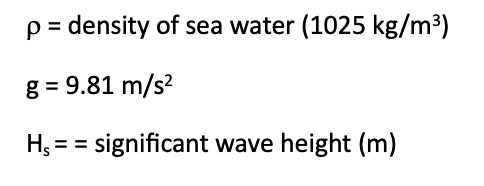 ρ = density of sea water (1025 kg/m³)
g = 9.81 m/s²
Hₛ = = significant wave height (m)